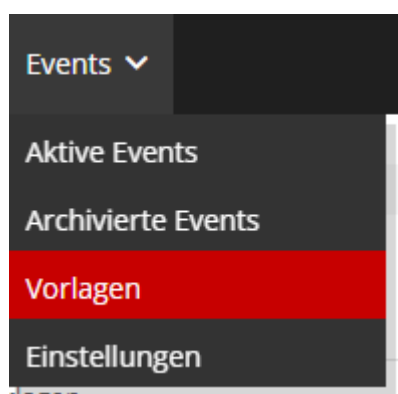 Events
Aktive Events
Archivierte Events
Vorlagen
Einstellungen